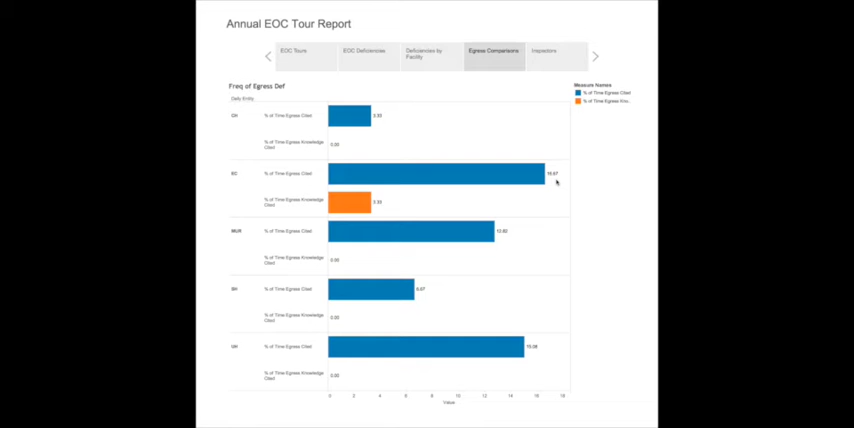 Annual EOC Tour Report
EOC Tours
EOC Deficiencies
Deficiencies by
Facility
Egress Comparisons
Inspectors
Freq of Egress Def
Daily Entry
Measure Names
% of Time Egress Cited
% of Time Egress Kno..
CH
% of Time Egress Cited
3.33
% of Time Egress Knowledge
Cited
0.00
EC
% of Time Egress Cited
16.67
% of Time Egress Knowledge
Cited
3.33
MUR
% of Time Egress Cited
% of Time Egress Knowledge
Cited
0.00
SH
% of Time Egress Cited
6.67
% of Time Egress Knowledge
Cited
0.00
UH
% of Time Egress Cited
15.08
% of Time Egress Knowledge
Cited
0.00
0 2 4 6 8 10 12 14 16 18
Value